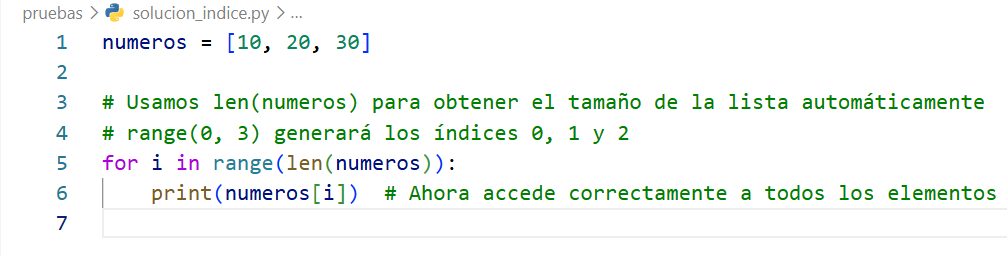 pruebas > solucion_indice.py > ...
1 numeros = [10, 20, 30]
2
3 # Usamos len(numeros) para obtener el tamaño de la lista automáticamente
4 # range(0, 3) generará los índices 0, 1 y 2
5 for i in range(len(numeros)):
6     print(numeros[i])  # Ahora accede correctamente a todos los elementos
7